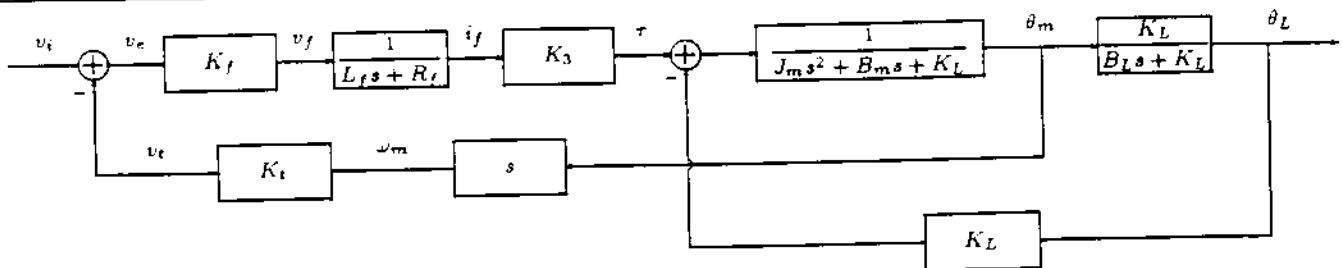 v_i
v_e
K_f
v_f
1
L_f s + R_f
i_f
K_3
τ
1
J_m s^2 + B_m s + K_L
θ_m
K_L
B_L s + K_L
θ_L
-
-
v_t
K_t
ω_m
s
K_L